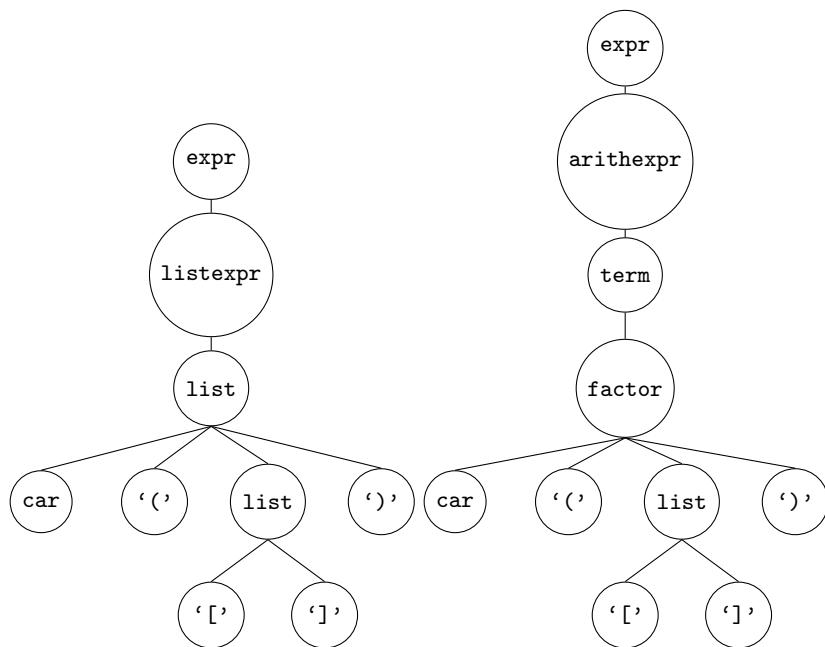 expr
expr
arithexpr
listexpr
term
list
factor
car ‘(’ list ‘)’ car ‘(’ list ‘)’
‘[’ ‘]’ ‘[’ ‘]’